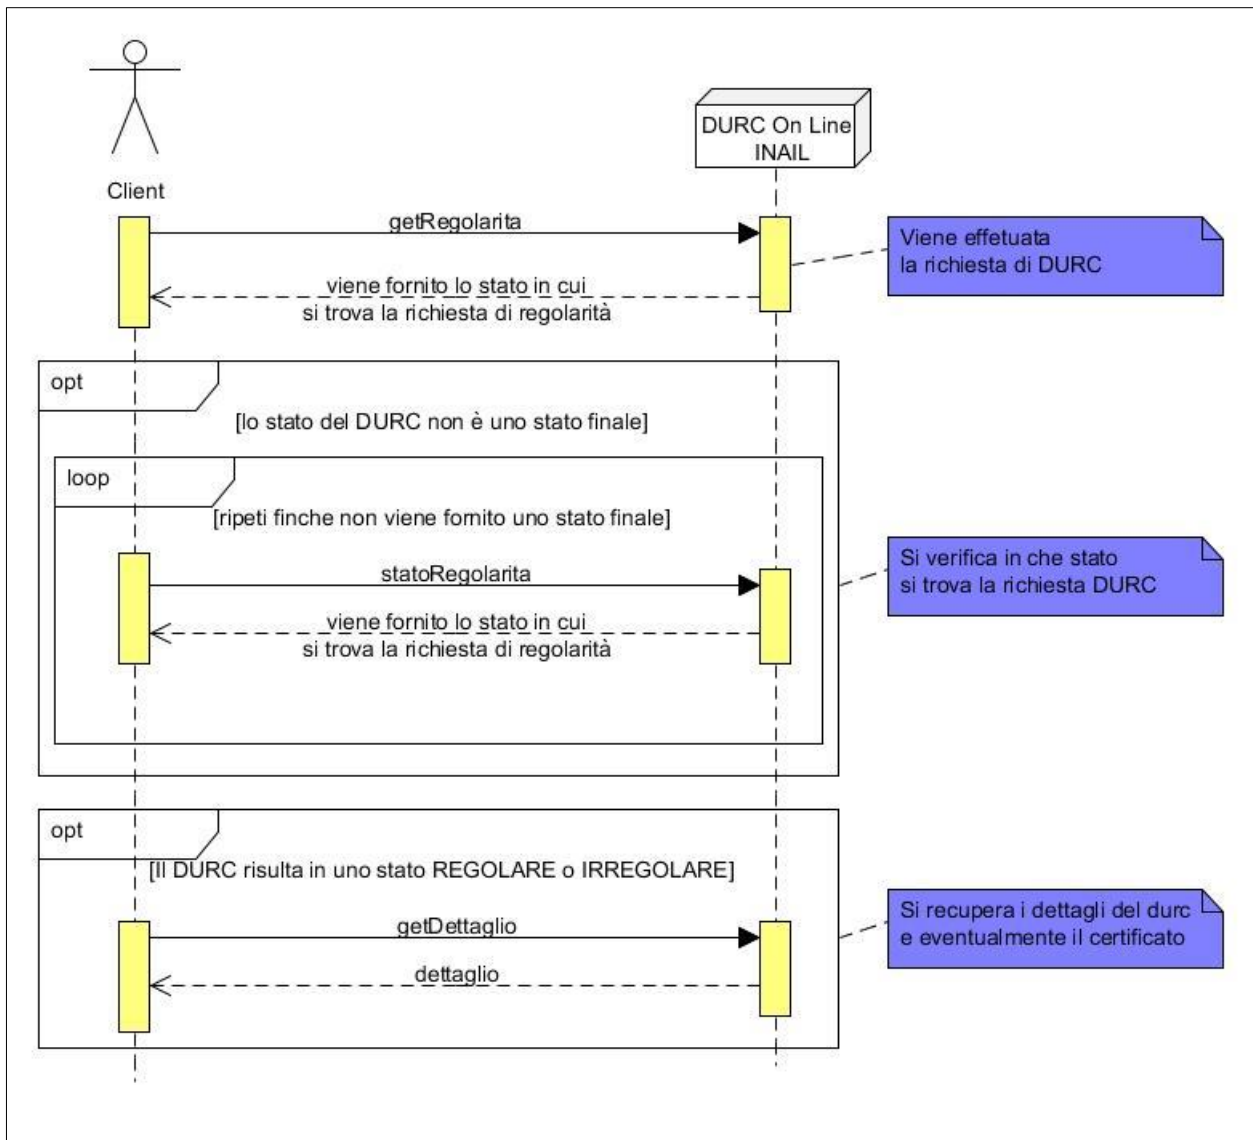 DURC On Line
INAIL
Client
getRegolarita
Viene effetuata
la richiesta di DURC
viene fornito lo stato in cui
si trova la richiesta di regolarità
opt
[lo stato del DURC non è uno stato finale]
loop
[ripeti finche non viene fornito uno stato finale]
Si verifica in che stato
si trova la richiesta DURC
statoRegolarita
viene fornito lo stato in cui
si trova la richiesta di regolarità
opt
[Il DURC risulta in uno stato REGOLARE o IRREGOLARE]
Si recupera i dettagli del durc
e eventualmente il certificato
getDettaglio
dettaglio